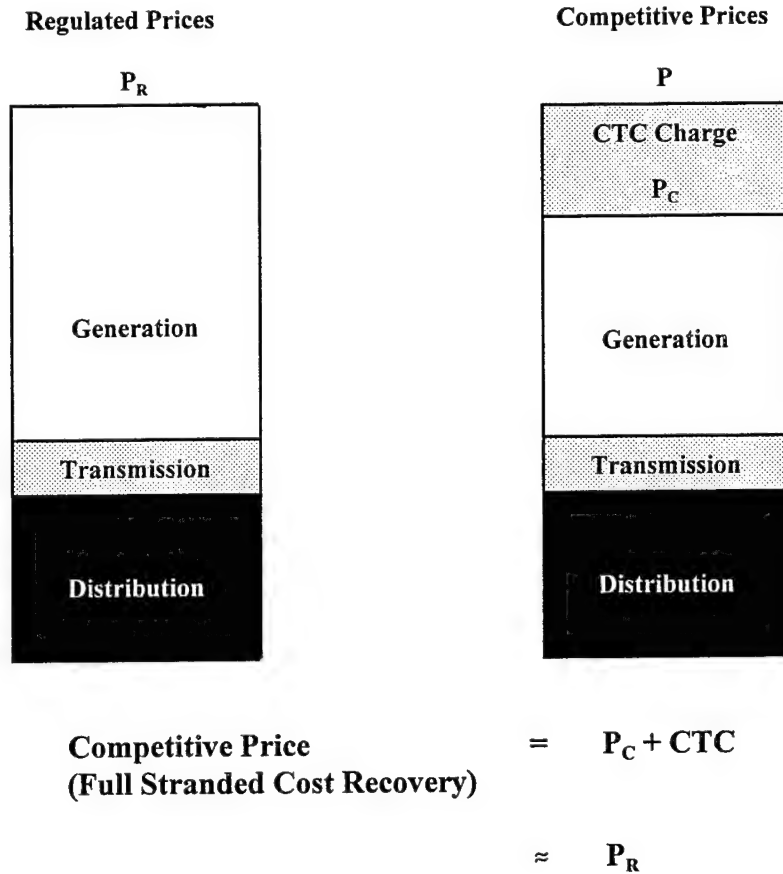 Regulated Prices
Competitive Prices
P_R
P
CTC Charge
P_C
Generation
Generation
Transmission
Transmission
Distribution
Distribution
Competitive Price = P_C + CTC
(Full Stranded Cost Recovery)
≈ P_R